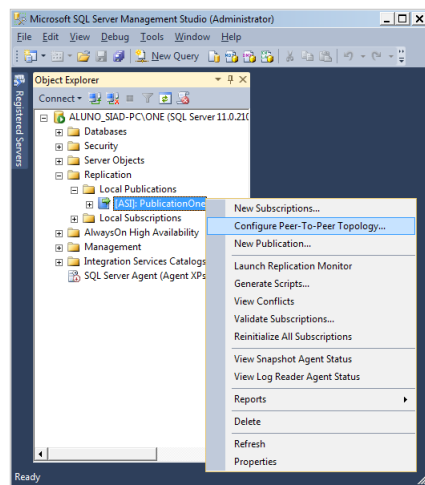 Microsoft SQL Server Management Studio (Administrator)
File Edit View Debug Tools Window Help
New Query
Registered Servers
Object Explorer
Connect
ALUNO_SIAD-PC\ONE (SQL Server 11.0.210
Databases
Security
Server Objects
Replication
Local Publications
[ASI]: PublicationOne
Local Subscriptions
AlwaysOn High Availability
Management
Integration Services Catalogs
SQL Server Agent (Agent XPs
New Subscriptions...
Configure Peer-To-Peer Topology...
New Publication...
Launch Replication Monitor
Generate Scripts...
View Conflicts
Validate Subscriptions...
Reinitialize All Subscriptions
View Snapshot Agent Status
View Log Reader Agent Status
Reports
Delete
Refresh
Properties
Ready